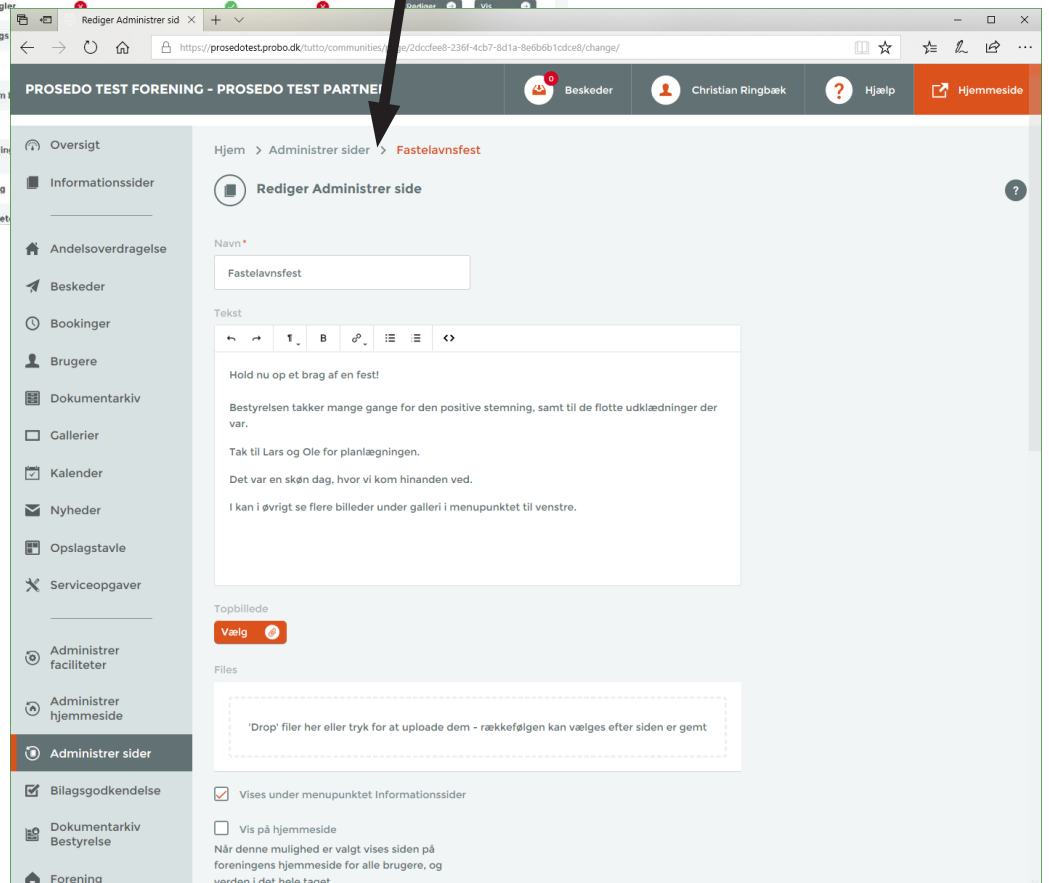 Rediger
Vis
Rediger Administrer sid
https://prosedotest.probo.dk/tutto/communities/page/2dccfee8-236f-4cb7-8d1a-8e6b6b1cdce8/change/
PROSEDO TEST FORENING - PROSEDO TEST PARTNER
0
Beskeder
Christian Ringbæk
?
Hjælp
Hjemmeside
Oversigt
Informationssider
Andelsoverdragelse
Beskeder
Bookinger
Brugere
Dokumentarkiv
Gallerier
Kalender
Nyheder
Opslagstavle
Serviceopgaver
Administrer
faciliteter
Administrer
hjemmeside
Administrer sider
Bilagsgodkendelse
Dokumentarkiv
Bestyrelse
Forening
Hjem > Administrer sider > Fastelavnsfest
Rediger Administrer side
?
Navn*
Fastelavnsfest
Tekst
¶ B <>
Hold nu op et brag af en fest!
Bestyrelsen takker mange gange for den positive stemning, samt til de flotte udklædninger der
var.
Tak til Lars og Ole for planlægningen.
Det var en skøn dag, hvor vi kom hinanden ved.
I kan i øvrigt se flere billeder under galleri i menupunktet til venstre.
Topbillede
Vælg
Files
'Drop' filer her eller tryk for at uploade dem - rækkefølgen kan vælges efter siden er gemt
Vises under menupunktet Informationssider
Vis på hjemmeside
Når denne mulighed er valgt vises siden på
foreningens hjemmeside for alle brugere, og
verden i det hele taget